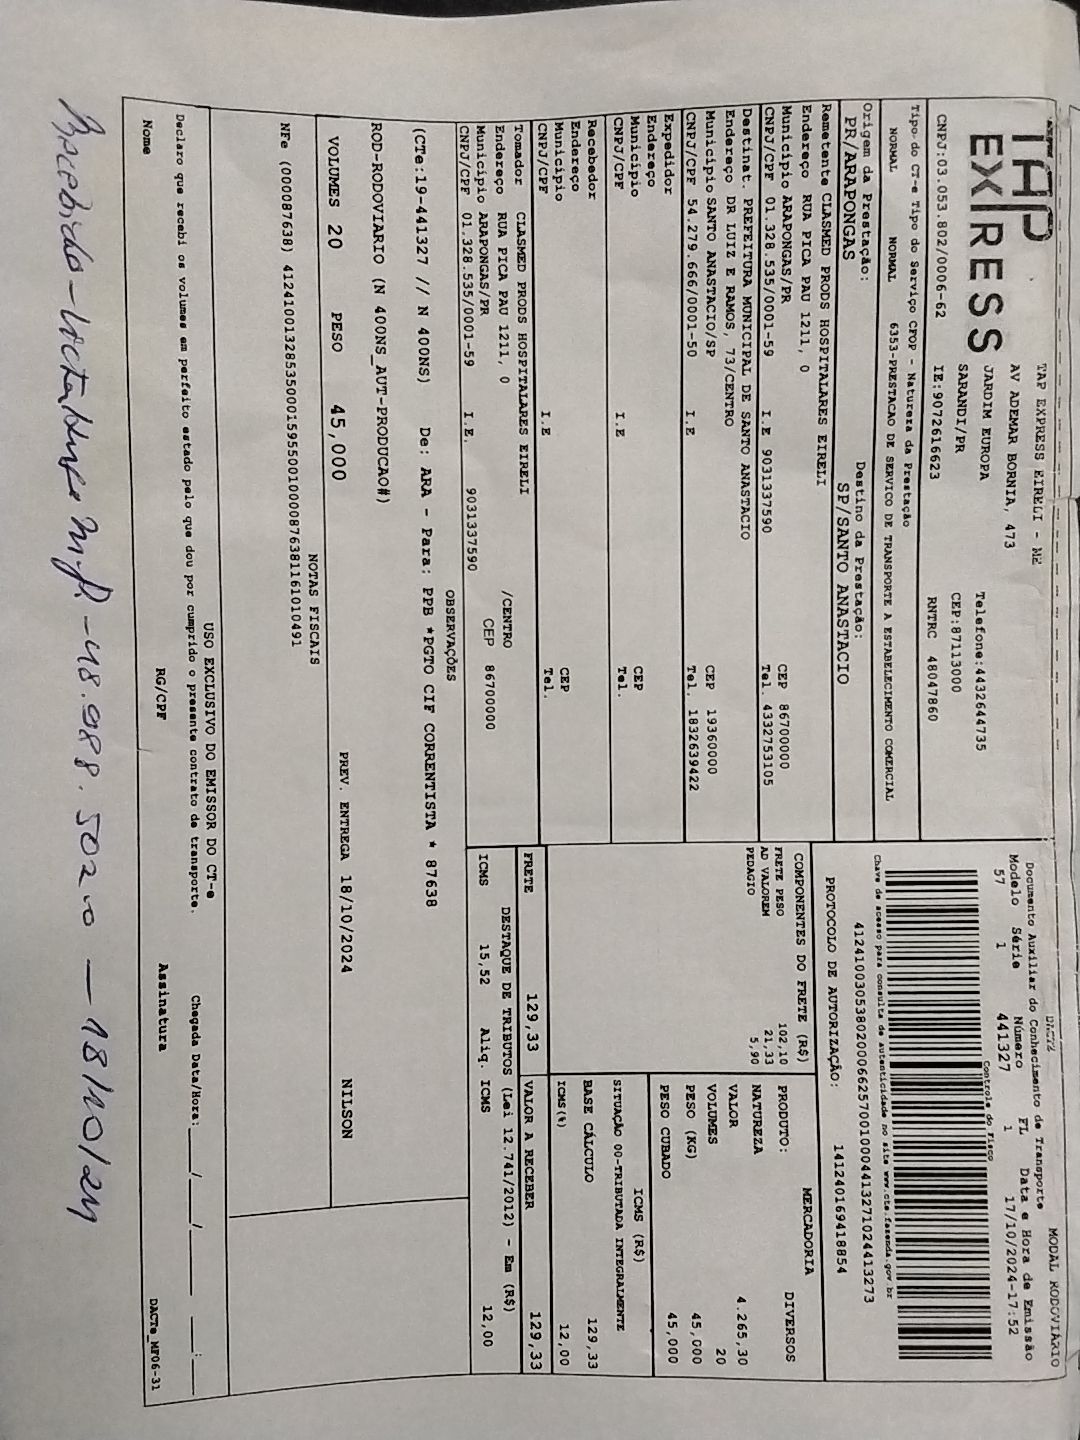 TAP EXPRESS
TAP EXPRESS EIRELI - ME
AV ADEMAR BORNIA, 473
JARDIM EUROPA
SARANDI/PR
Telefone:4432644735
CEP:87113000
CNPJ:03.053.802/0006-62 IE:9072616623 RNTRC 48047860
Tipo do CT-e Tipo do Serviço CFOP - Natureza da Prestação
NORMAL NORMAL 6353-PRESTACAO DE SERVICO DE TRANSPORTE A ESTABELECIMENTO COMERCIAL
Origem da Prestação: Destino da Prestação:
PR/ARAPONGAS SP/SANTO ANASTACIO
Remetente CLASMED PRODS HOSPITALARES EIRELI
Endereço RUA PICA PAU 1211, 0
Município ARAPONGAS/PR CEP 86700000
CNPJ/CPF 01.328.535/0001-59 I.E 9031337590 Tel. 4332753105
Destinat. PREFEITURA MUNICIPAL DE SANTO ANASTACIO
Endereço DR LUIZ E RAMOS, 73/CENTRO
Município SANTO ANASTACIO/SP CEP 19360000
CNPJ/CPF 54.279.666/0001-50 I.E Tel. 1832639422
Expedidor
Endereço
Município CEP
CNPJ/CPF I.E Tel.
Recebedor
Endereço
Município CEP
CNPJ/CPF I.E Tel.
Tomador CLASMED PRODS HOSPITALARES EIRELI
Endereço RUA PICA PAU 1211, 0 /CENTRO
Município ARAPONGAS/PR CEP 86700000
CNPJ/CPF 01.328.535/0001-59 I.E. 9031337590
DACTE MODAL RODOVIÁRIO
Documento Auxiliar do Conhecimento de Transporte
Modelo Série Número FL Data e Hora de Emissão
57 1 441327 1 17/10/2024-17:52
Controle do Fisco
Chave de acesso para consulta de autenticidade no site www.cte.fazenda.gov.br
41241003053802000662570010004413271024413273
PROTOCOLO DE AUTORIZAÇÃO: 141240169418854
COMPONENTES DO FRETE (R$)
FRETE PESO 102,10
AD VALOREM 21,33
PEDAGIO 5,90
MERCADORIA
PRODUTO: DIVERSOS
NATUREZA
VALOR 4.265,30
VOLUMES 20
PESO (KG) 45,000
PESO CUBADO 45,000
ICMS (R$)
SITUAÇÃO 00-TRIBUTADA INTEGRALMENTE
BASE CÁLCULO 129,33
ICMS(%) 12,00
FRETE 129,33 VALOR A RECEBER 129,33
DESTAQUE DE TRIBUTOS (Lei 12.741/2012) - Em (R$)
ICMS 15,52 Aliq. ICMS 12,00
OBSERVAÇÕES
(CTe:19-441327 // N 400NS) De: ARA - Para: PPB *PGTO CIF CORRENTISTA * 87638
ROD-RODOVIARIO (N 400NS_AUT-PRODUCAO#)
VOLUMES 20 PESO 45,000 PREV. ENTREGA 18/10/2024 NILSON
NOTAS FISCAIS
NFe (000087638) 41241001328535000159550010000876381161010491
USO EXCLUSIVO DO EMISSOR DO CT-e
Declaro que recebi os volumes em perfeito estado pelo que dou por cumprido o presente contrato de transporte.
Chegada Data/Hora: ___/___/_____ ___:___
Nome RG/CPF Assinatura
DACTe_MF06-31
Recebido - - 48.988.502-0 - 18/10/24